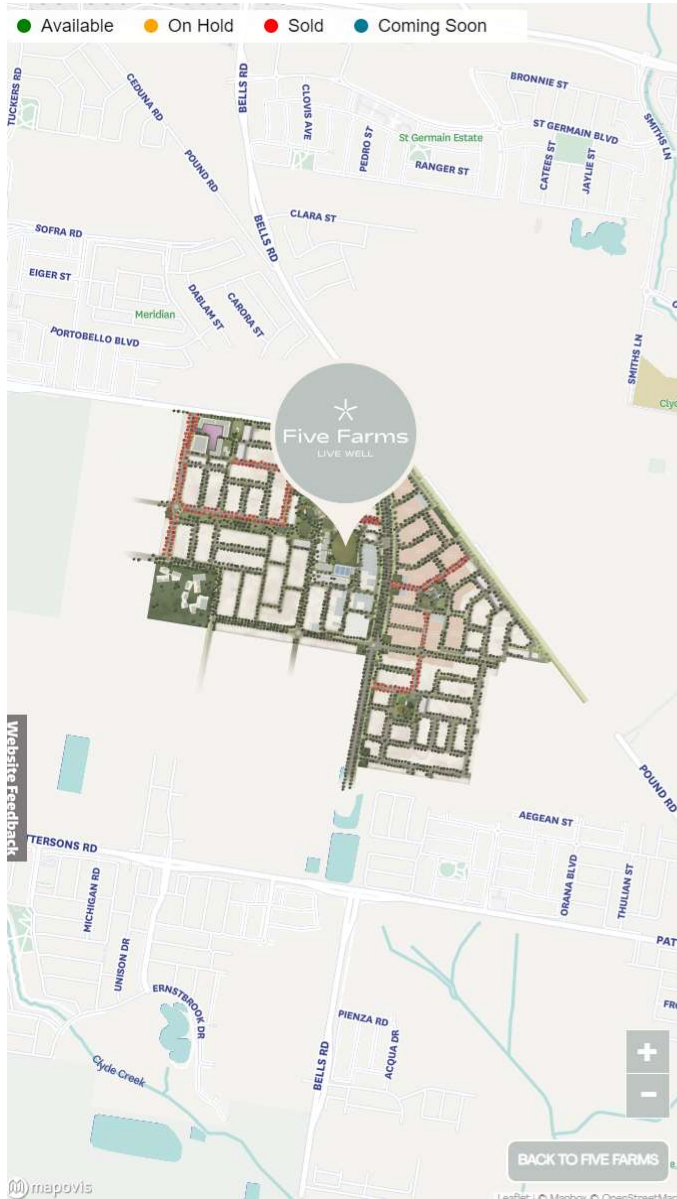 Available
On Hold
Sold
Coming Soon
TUCKERS RD
CEDUNA RD
BELLS RD
CLOVIS AVE
BRONNIE ST
SMITHS LN
PEDRO ST
St Germain Estate
ST GERMAIN BLVD
POUND RD
RANGER ST
CATEES ST
JAYLIE ST
SOFRA RD
BELLS RD
CLARA ST
EIGER ST
DABLAM ST
CARORA ST
Meridian
PORTOBELLO BLVD
SMITHS LN
Five Farms
LIVE WELL
Website Feedback
POUND RD
AEGEAN ST
TTERSONS RD
MICHIGAN RD
ORANA BLVD
THULIAN ST
UNISON DR
PAT
ERNSTBROOK DR
PIENZA RD
BELLS RD
ACQUA DR
Clyde Creek
+
−
BACK TO FIVE FARMS
mapovis
Leaflet | © Mapbox © OpenStreetMap